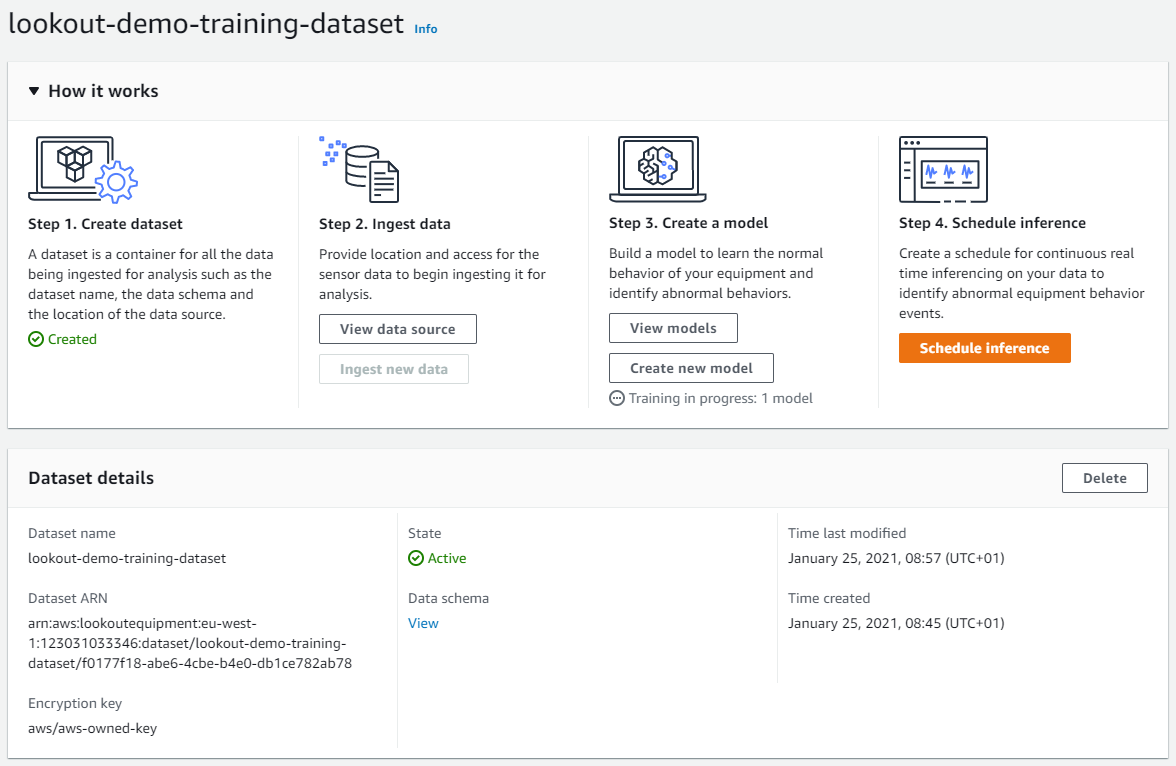 lookout-demo-training-dataset Info
How it works
Step 1. Create dataset
A dataset is a container for all the data
being ingested for analysis such as the
dataset name, the data schema and
the location of the data source.
Created
Step 2. Ingest data
Provide location and access for the
sensor data to begin ingesting it for
analysis.
View data source
Ingest new data
Step 3. Create a model
Build a model to learn the normal
behavior of your equipment and
identify abnormal behaviors.
View models
Create new model
Training in progress: 1 model
Step 4. Schedule inference
Create a schedule for continuous real
time inferencing on your data to
identify abnormal equipment behavior
events.
Schedule inference
Dataset details
Delete
Dataset name
lookout-demo-training-dataset
Dataset ARN
arn:aws:lookoutequipment:eu-west-
1:123031033346:dataset/lookout-demo-training-
dataset/f0177f18-abe6-4cbe-b4e0-db1ce782ab78
Encryption key
aws/aws-owned-key
State
Active
Data schema
View
Time last modified
January 25, 2021, 08:57 (UTC+01)
Time created
January 25, 2021, 08:45 (UTC+01)